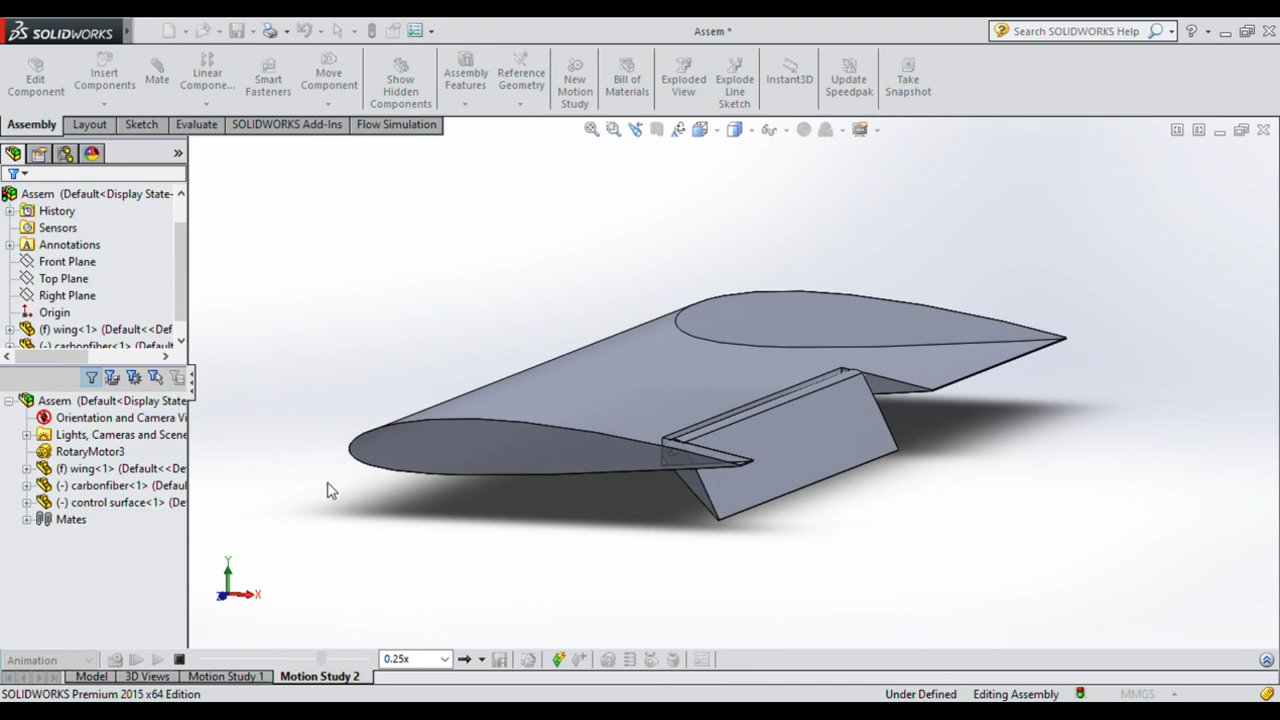 SOLIDWORKS
Assem *
Search SOLIDWORKS Help
Edit Component
Insert Components
Mate
Linear Compone...
Smart Fasteners
Move Component
Show Hidden Components
Assembly Features
Reference Geometry
New Motion Study
Bill of Materials
Exploded View
Explode Line Sketch
Instant3D
Update Speedpak
Take Snapshot
Assembly
Layout
Sketch
Evaluate
SOLIDWORKS Add-Ins
Flow Simulation
Assem (Default<Display State-
History
Sensors
Annotations
Front Plane
Top Plane
Right Plane
Origin
(f) wing<1> (Default<<Def
(-) carbonfiber<1> (Default
Assem (Default<Display State
Orientation and Camera Vi
Lights, Cameras and Scene
RotaryMotor3
(f) wing<1> (Default<<De
(-) carbonfiber<1> (Defau
(-) control surface<1> (De
Mates
Y
X
Animation
0.25x
Model
3D Views
Motion Study 1
Motion Study 2
SOLIDWORKS Premium 2015 x64 Edition
Under Defined
Editing Assembly
MMGS